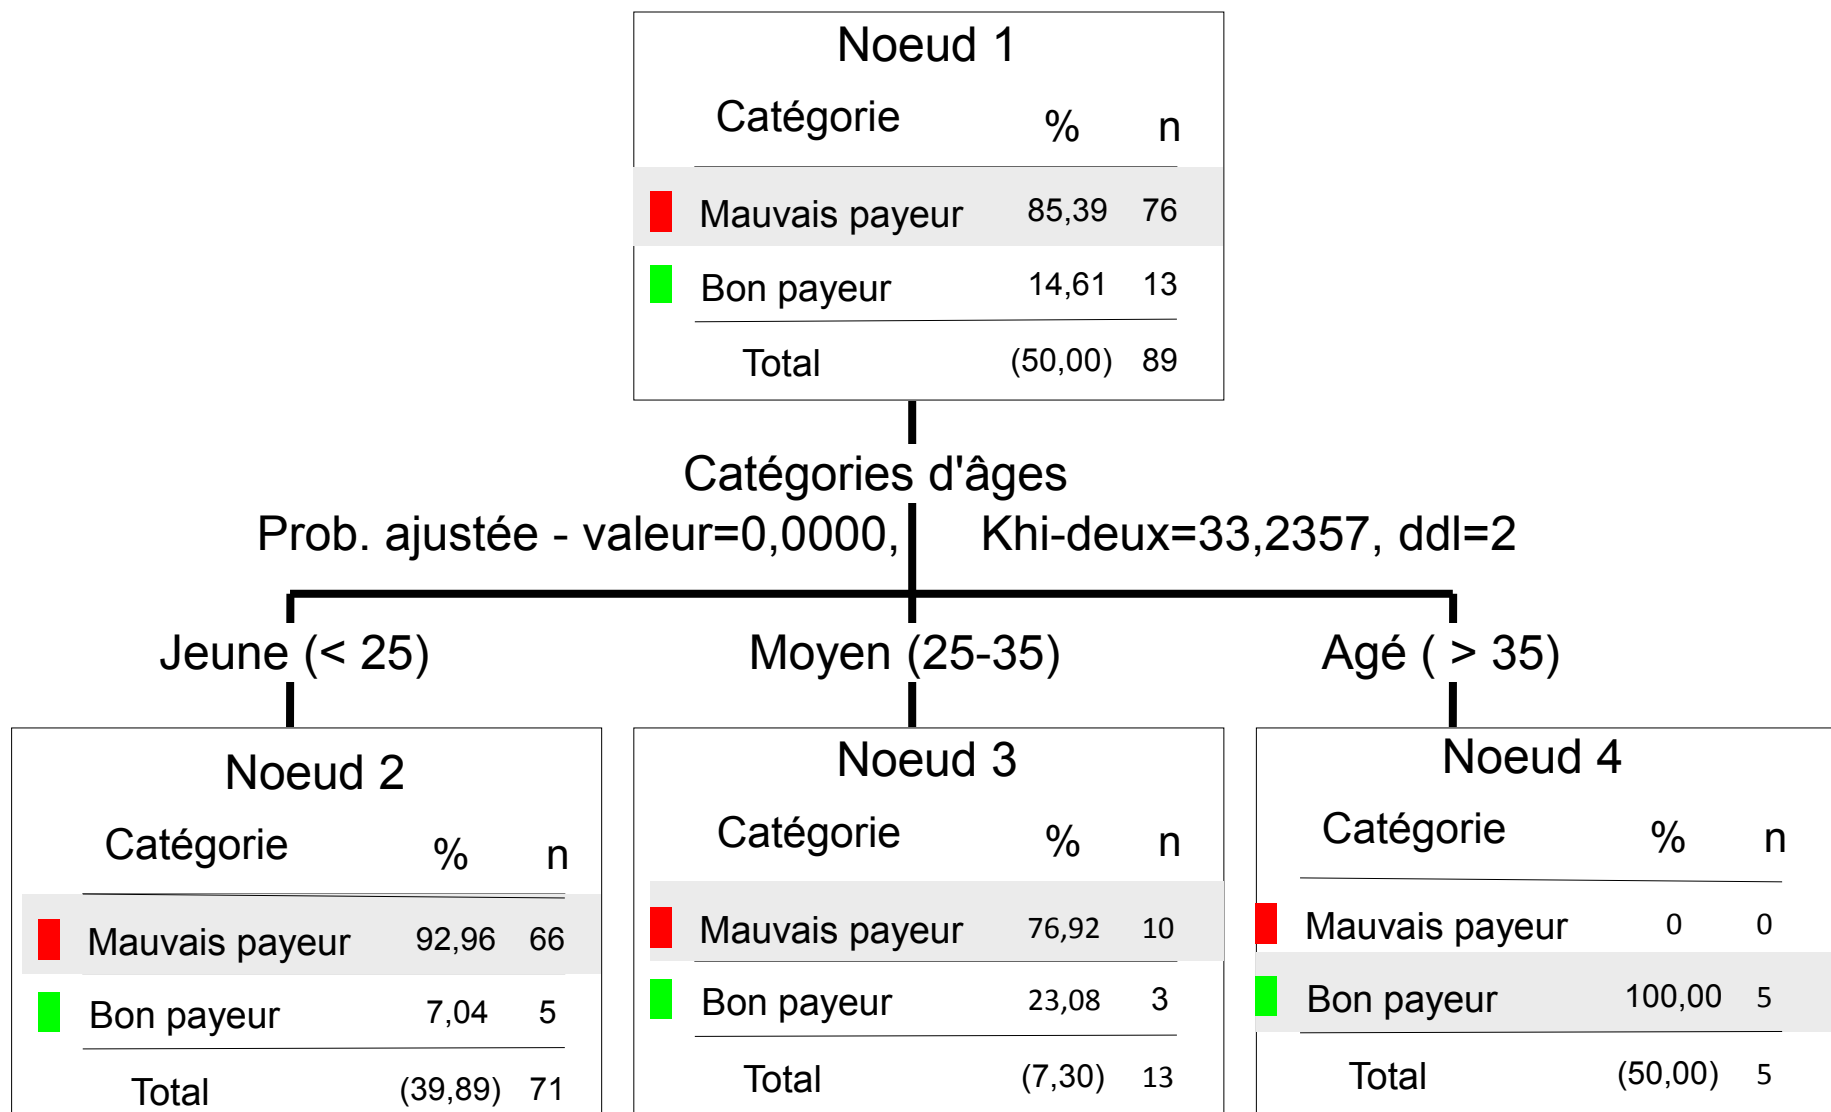 Noeud 1
Catégorie % n
Mauvais payeur 85,39 76
Bon payeur 14,61 13
Total (50,00) 89
Catégories d'âges
Prob. ajustée - valeur=0,0000, Khi-deux=33,2357, ddl=2
Jeune (< 25) Moyen (25-35) Agé ( > 35)
Noeud 2
Catégorie % n
Mauvais payeur 92,96 66
Bon payeur 7,04 5
Total (39,89) 71
Noeud 3
Catégorie % n
Mauvais payeur 76,92 10
Bon payeur 23,08 3
Total (7,30) 13
Noeud 4
Catégorie % n
Mauvais payeur 0 0
Bon payeur 100,00 5
Total (50,00) 5